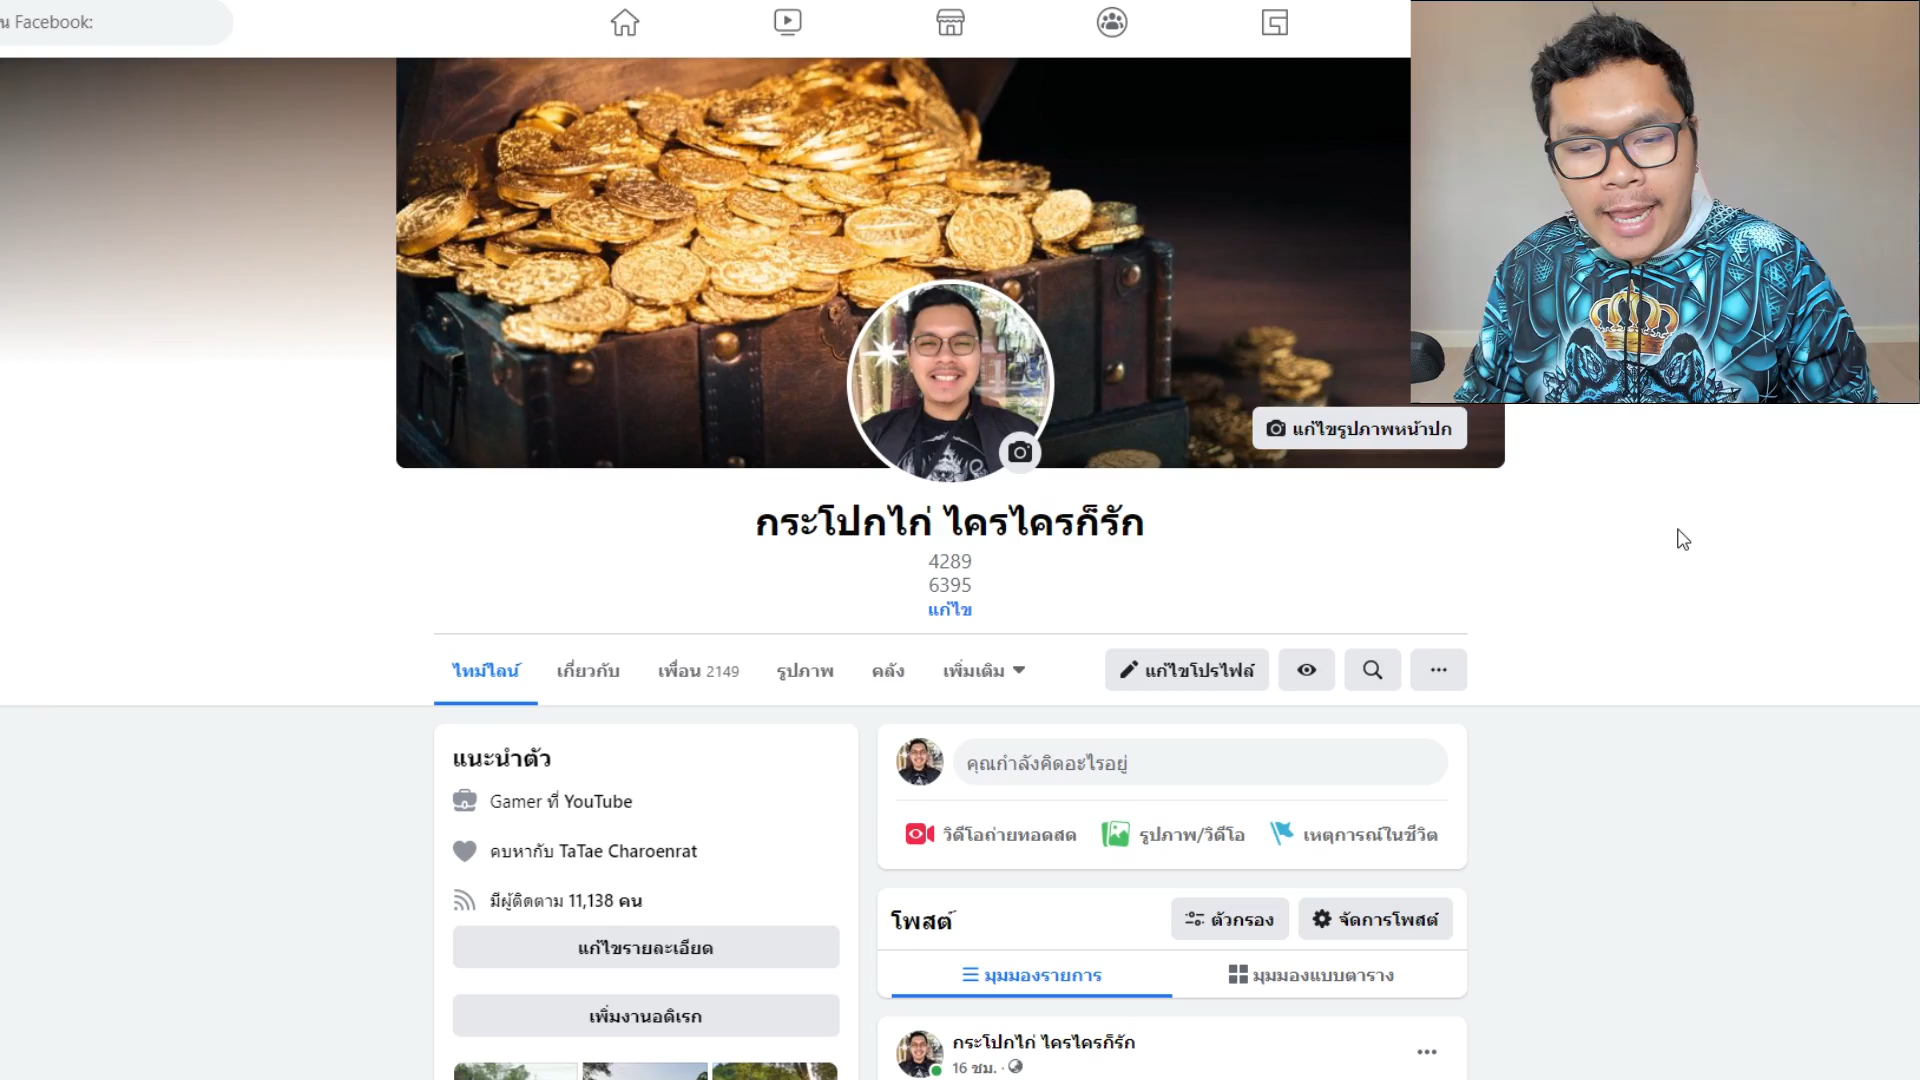 น Facebook:
แก้ไขรูปภาพหน้าปก
กระโปกไก่ ไครไครก็รัก
4289
6395
แก้ไข
ไทม์ไลน์
เกี่ยวกับ
เพื่อน 2149
รูปภาพ
คลัง
เพิ่มเติม
แก้ไขโปรไฟล์
แนะนำตัว
Gamer ที่ YouTube
คบหากับ TaTae Charoenrat
มีผู้ติดตาม 11,138 คน
แก้ไขรายละเอียด
เพิ่มงานอดิเรก
คุณกำลังคิดอะไรอยู่
วิดีโอถ่ายทอดสด
รูปภาพ/วิดีโอ
เหตุการณ์ในชีวิต
โพสต์
ตัวกรอง
จัดการโพสต์
มุมมองรายการ
มุมมองแบบตาราง
กระโปกไก่ ไครไครก็รัก
16 ชม. ·